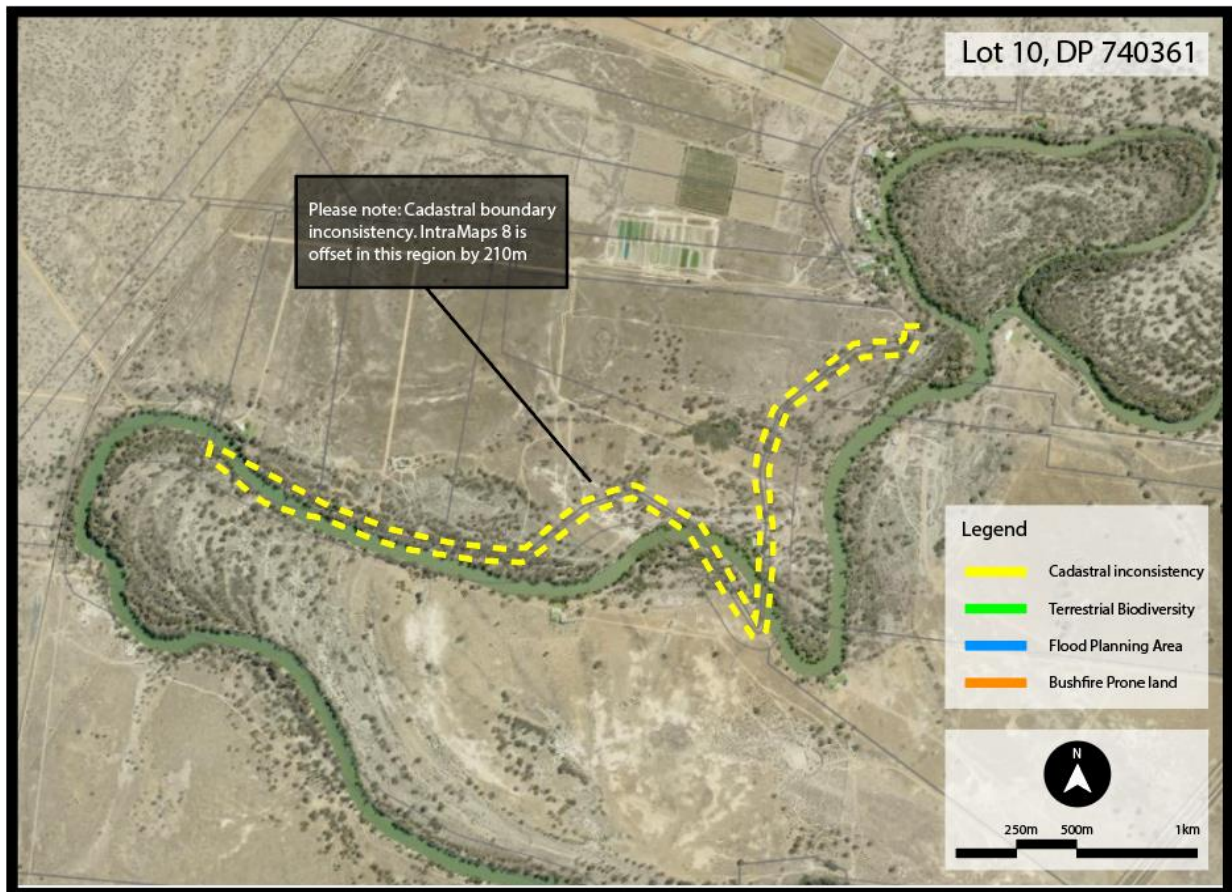 Lot 10, DP 740361
Please note: Cadastral boundary
inconsistency. IntraMaps 8 is
offset in this region by 210m
Legend
Cadastral inconsistency
Terrestrial Biodiversity
Flood Planning Area
Bushfire Prone land
N
250m 500m 1km